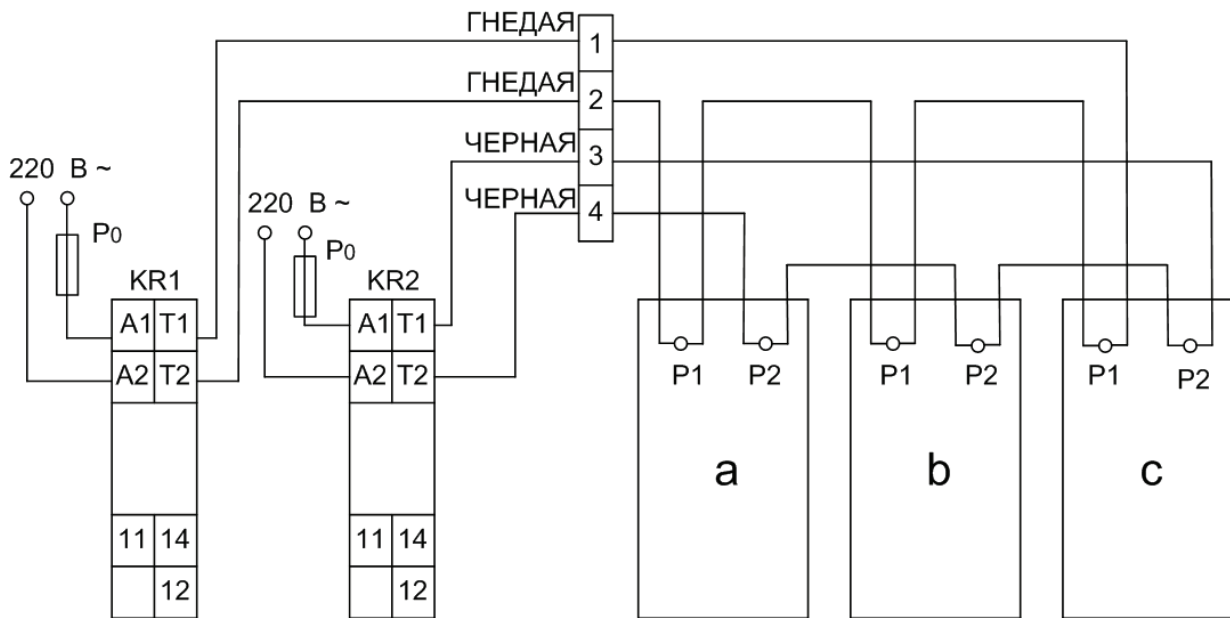 ГНЕДАЯ 1
ГНЕДАЯ 2
ЧЕРНАЯ 3
ЧЕРНАЯ 4
220 В ~
P0
220 В ~
P0
KR1
A1 T1
A2 T2
11 14
12
KR2
A1 T1
A2 T2
11 14
12
P1 P2
a
P1 P2
b
P1 P2
c